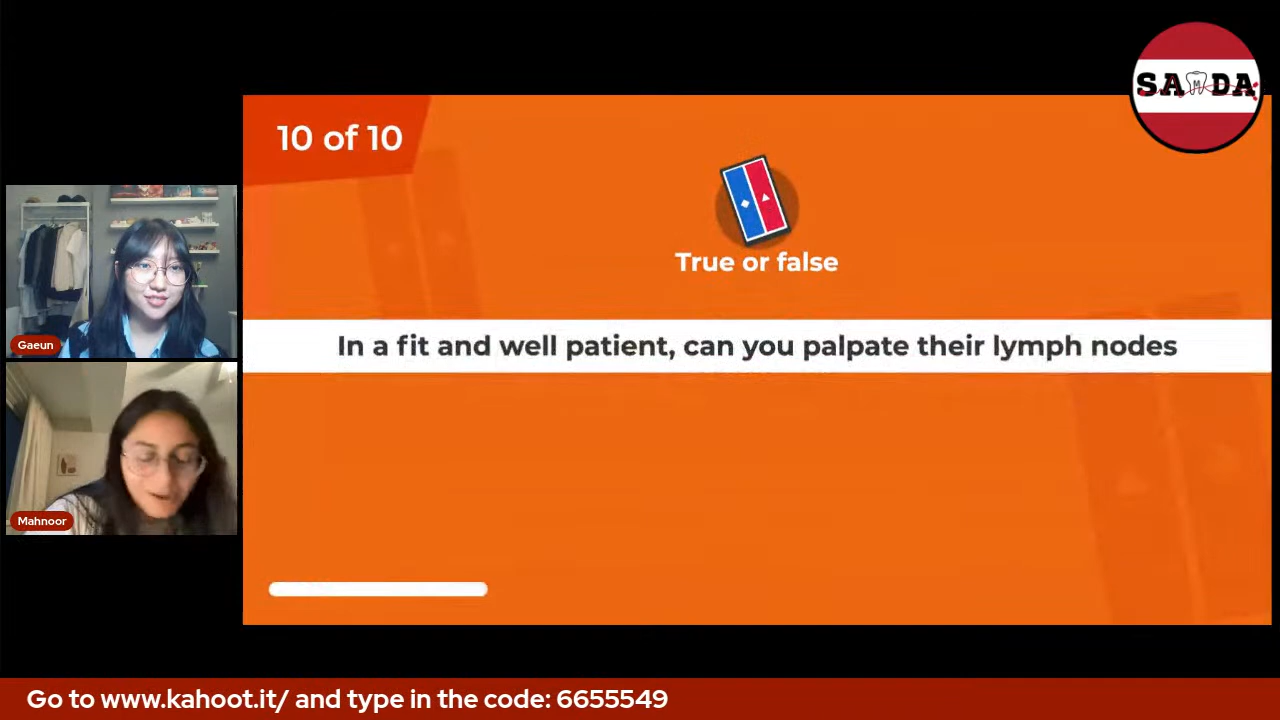 SAMDA
10 of 10
True or false
In a fit and well patient, can you palpate their lymph nodes
Gaeun
Mahnoor
Go to www.kahoot.it/ and type in the code: 6655549